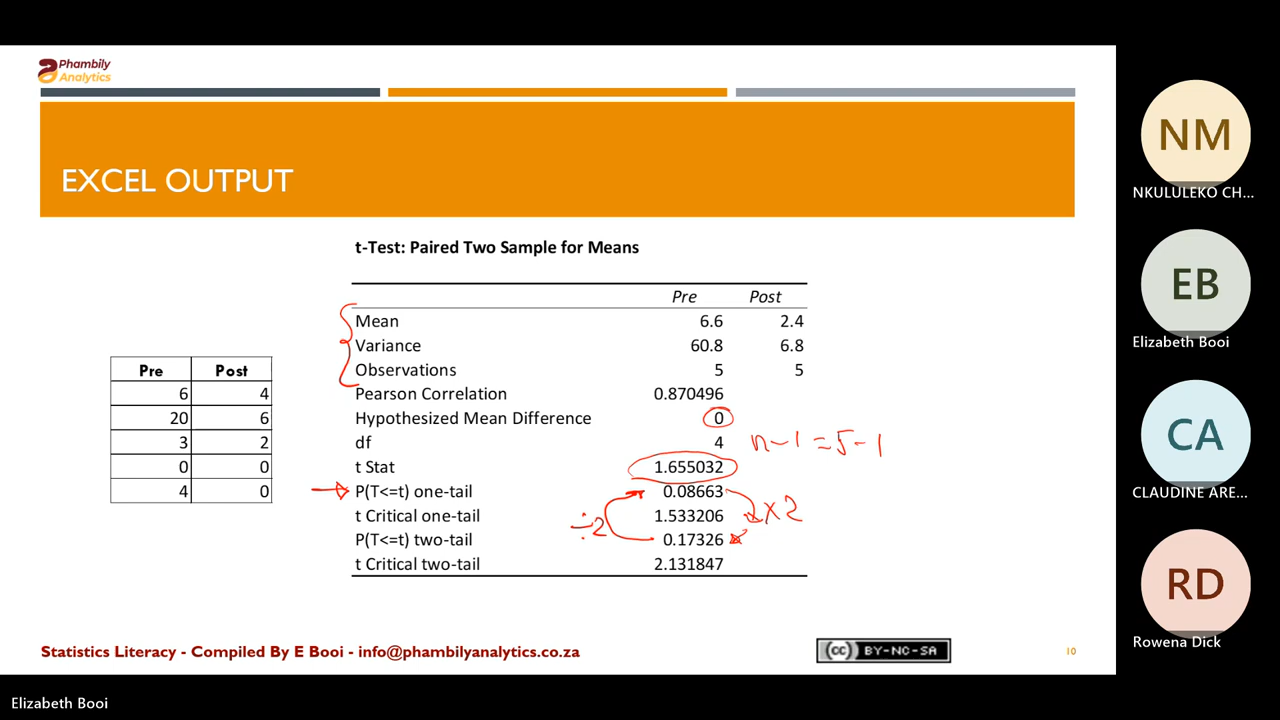 Phambily
Analytics
EXCEL OUTPUT
t-Test: Paired Two Sample for Means
Pre Post
Mean 6.6 2.4
Variance 60.8 6.8
Observations 5 5
Pearson Correlation 0.870496
Hypothesized Mean Difference 0
df 4 n-1 = 5-1
t Stat 1.655032
P(T<=t) one-tail 0.08663
t Critical one-tail 1.533206
P(T<=t) two-tail 0.17326
t Critical two-tail 2.131847
÷2
×2
Pre Post
6 4
20 6
3 2
0 0
4 0
Statistics Literacy - Compiled By E Booi - info@phambilyanalytics.co.za
cc BY-NC-SA
10
NM
NKULULEKO CH...
EB
Elizabeth Booi
CA
CLAUDINE ARE...
RD
Rowena Dick
Elizabeth Booi